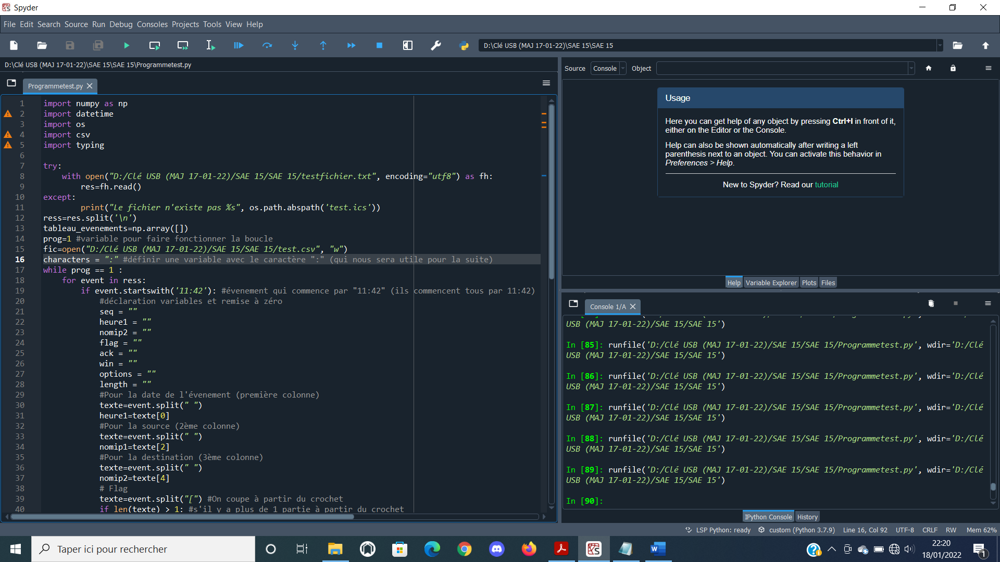 Spyder
File Edit Search Source Run Debug Consoles Projects Tools View Help
D:\Clé USB (MAJ 17-01-22)\SAE 15\SAE 15
D:\Clé USB (MAJ 17-01-22)\SAE 15\SAE 15\Programmetest.py
Programmetest.py
1 import numpy as np
2 import datetime
3 import os
4 import csv
5 import typing
6
7 try:
8 with open("D:/Clé USB (MAJ 17-01-22)/SAE 15/SAE 15/testfichier.txt", encoding="utf8") as fh:
9 res=fh.read()
10 except:
11 print("Le fichier n'existe pas %s", os.path.abspath('test.ics'))
12 ress=res.split('\n')
13 tableau_evenements=np.array([])
14 prog=1 #variable pour faire fonctionner la boucle
15 fic=open("D:/Clé USB (MAJ 17-01-22)/SAE 15/SAE 15/test.csv", "w")
16 characters = ":" #définir une variable avec le caractère ":" (qui nous sera utile pour la suite)
17 while prog == 1 :
18 for event in ress:
19 if event.startswith('11:42'): #évenement qui commence par "11:42" (ils commencent tous par 11:42)
20 #déclaration variables et remise à zéro
21 seq = ""
22 heure1 = ""
23 nomip2 = ""
24 flag = ""
25 ack = ""
26 win = ""
27 options = ""
28 length = ""
29 #Pour la date de l'évenement (première colonne)
30 texte=event.split(" ")
31 heure1=texte[0]
32 #Pour la source (2ème colonne)
33 texte=event.split(" ")
34 nomip1=texte[2]
35 #Pour la destination (3ème colonne)
36 texte=event.split(" ")
37 nomip2=texte[4]
38 # Flag
39 texte=event.split("[") #On coupe à partir du crochet
40 if len(texte) > 1: #s'il y a plus de 1 partie à partir du crochet
Source Console Object
Usage
Here you can get help of any object by pressing Ctrl+I in front of it,
either on the Editor or the Console.
Help can also be shown automatically after writing a left
parenthesis next to an object. You can activate this behavior in
Preferences > Help.
New to Spyder? Read our tutorial
Help Variable Explorer Plots Files
Console 1/A
USB (MAJ 17-01-22)/SAE 15/SAE 15')
In [85]: runfile('D:/Clé USB (MAJ 17-01-22)/SAE 15/SAE 15/Programmetest.py', wdir='D:/Clé
USB (MAJ 17-01-22)/SAE 15/SAE 15')
In [86]: runfile('D:/Clé USB (MAJ 17-01-22)/SAE 15/SAE 15/Programmetest.py', wdir='D:/Clé
USB (MAJ 17-01-22)/SAE 15/SAE 15')
In [87]: runfile('D:/Clé USB (MAJ 17-01-22)/SAE 15/SAE 15/Programmetest.py', wdir='D:/Clé
USB (MAJ 17-01-22)/SAE 15/SAE 15')
In [88]: runfile('D:/Clé USB (MAJ 17-01-22)/SAE 15/SAE 15/Programmetest.py', wdir='D:/Clé
USB (MAJ 17-01-22)/SAE 15/SAE 15')
In [89]: runfile('D:/Clé USB (MAJ 17-01-22)/SAE 15/SAE 15/Programmetest.py', wdir='D:/Clé
USB (MAJ 17-01-22)/SAE 15/SAE 15')
In [90]:
IPython Console History
LSP Python: ready custom (Python 3.7.9) Line 16, Col 92 UTF-8 CRLF RW Mem 62%
Taper ici pour rechercher
22:20
18/01/2022
1